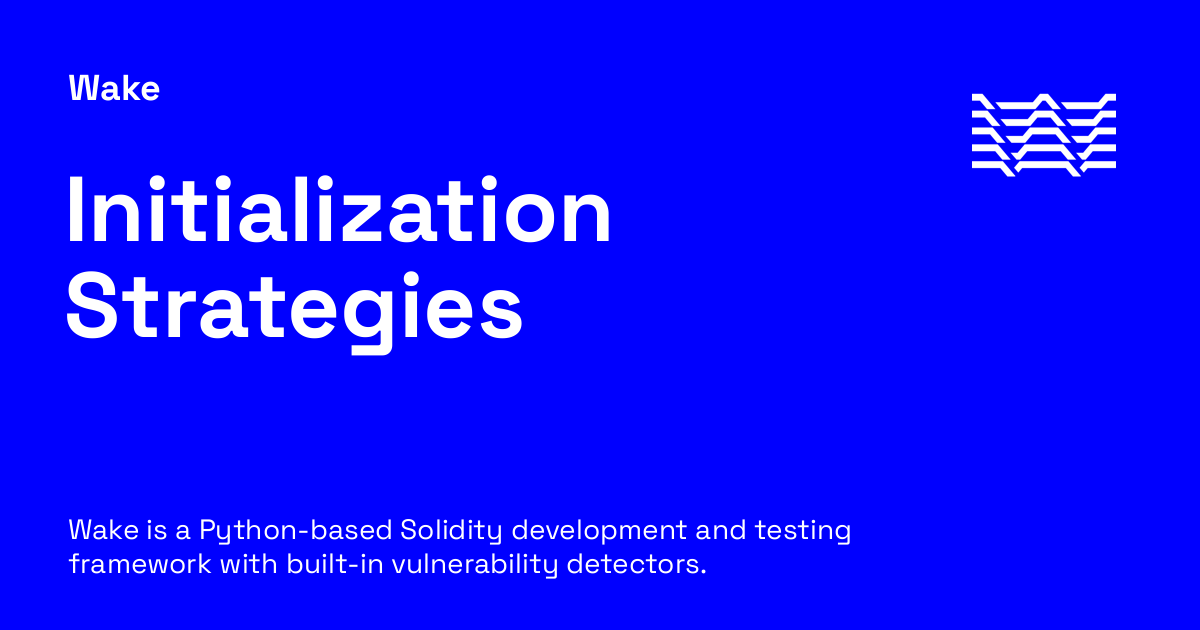 Wake
Initialization
Strategies
Wake is a Python-based Solidity development and testing
framework with built-in vulnerability detectors.